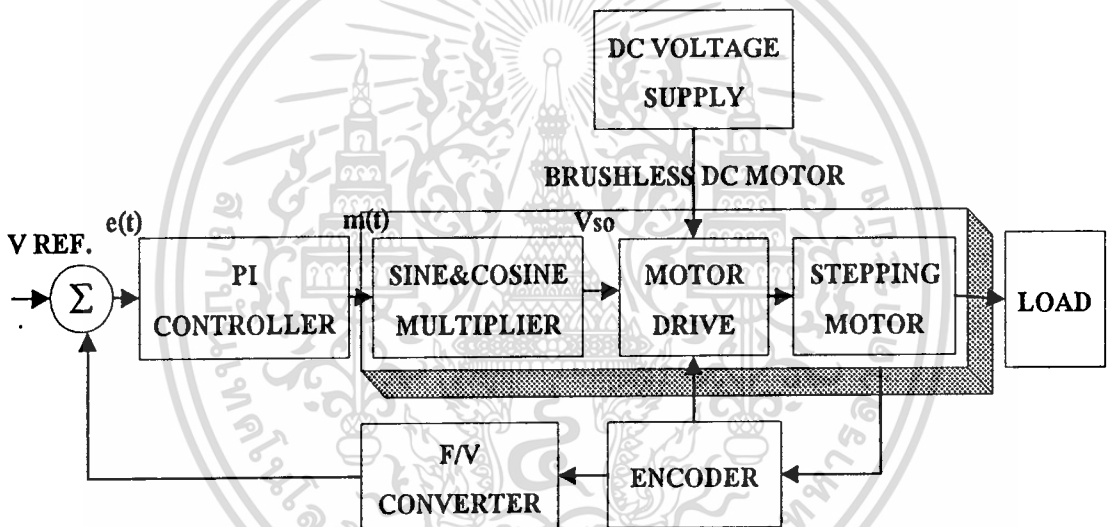 DC VOLTAGE
SUPPLY
BRUSHLESS DC MOTOR
V REF.
e(t)
m(t)
Vso
Σ
PI
CONTROLLER
SINE&COSINE
MULTIPLIER
MOTOR
DRIVE
STEPPING
MOTOR
LOAD
F/V
CONVERTER
ENCODER